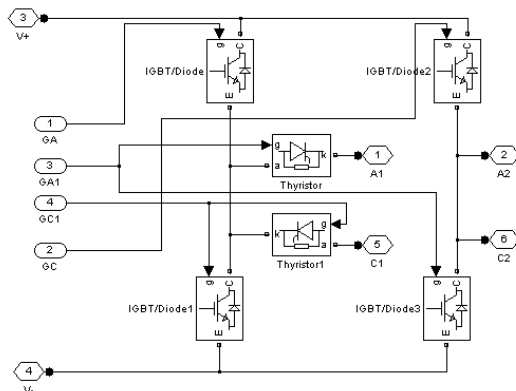 3
V+
g C
IGBT/Diode
E
g C
IGBT/Diode2
E
1
GA
3
GA1
4
GC1
2
GC
g
a
k
Thyristor
1
A1
2
A2
k
g
a
Thyristor1
5
C1
6
C2
g C
IGBT/Diode1
E
g C
IGBT/Diode3
E
4
V-